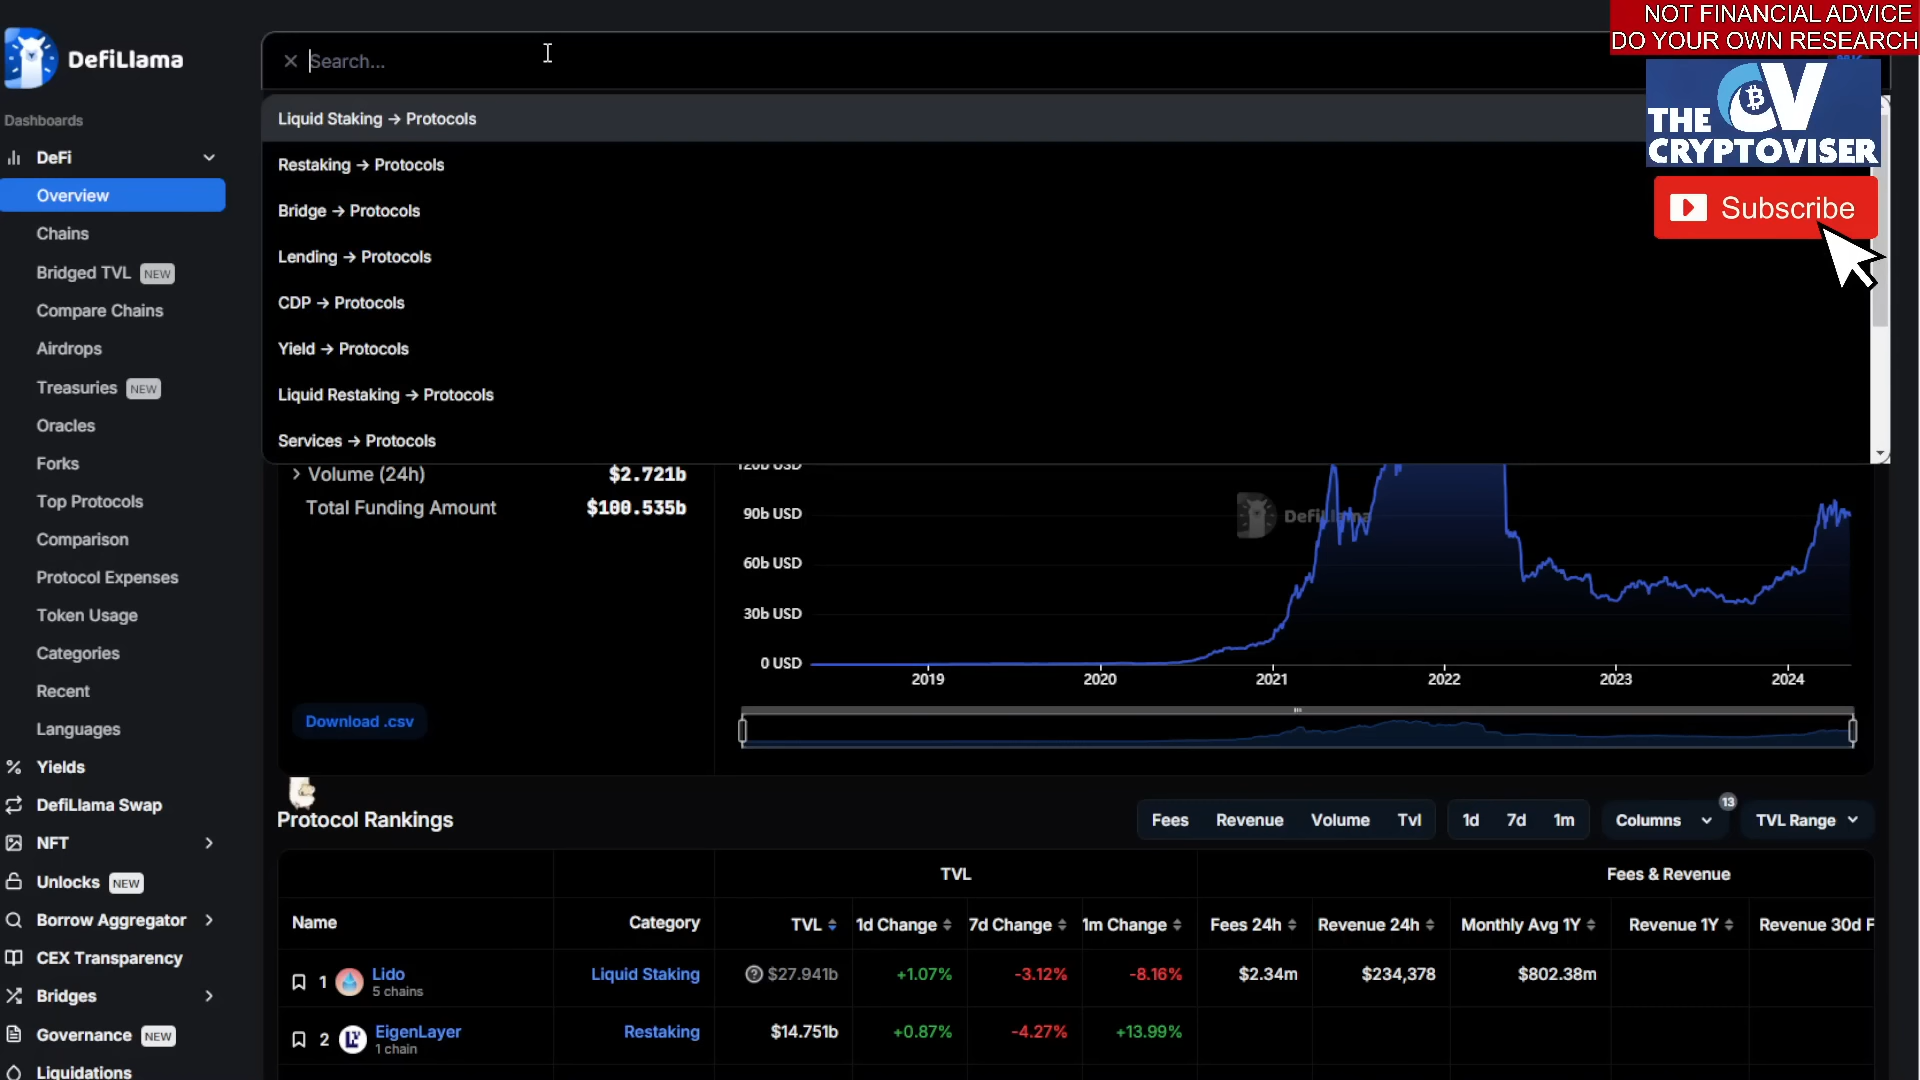 NOT FINANCIAL ADVICE
DO YOUR OWN RESEARCH
THE CV
CRYPTOVISER
Subscribe
DefiLlama
Search...
Dashboards
DeFi
Overview
Chains
Bridged TVL NEW
Compare Chains
Airdrops
Treasuries NEW
Oracles
Forks
Top Protocols
Comparison
Protocol Expenses
Token Usage
Categories
Recent
Languages
Yields
DefiLlama Swap
NFT
Unlocks NEW
Borrow Aggregator
CEX Transparency
Bridges
Governance NEW
Liquidations
Liquid Staking → Protocols
Restaking → Protocols
Bridge → Protocols
Lending → Protocols
CDP → Protocols
Yield → Protocols
Liquid Restaking → Protocols
Services → Protocols
Volume (24h) $2.721b
Total Funding Amount $100.535b
Download .csv
120b USD
90b USD
60b USD
30b USD
0 USD
DefiLlama
2019 2020 2021 2022 2023 2024
Protocol Rankings
Fees Revenue Volume Tvl 1d 7d 1m Columns 13 TVL Range
TVL Fees & Revenue
Name Category TVL 1d Change 7d Change 1m Change Fees 24h Revenue 24h Monthly Avg 1Y Revenue 1Y Revenue 30d F
1 Lido Liquid Staking $27.941b +1.07% -3.12% -8.16% $2.34m $234,378 $802.38m
5 chains
2 EigenLayer Restaking $14.751b +0.87% -4.27% +13.99%
1 chain